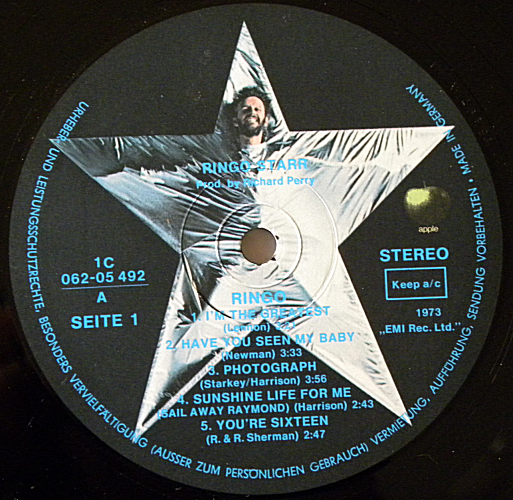 RINGO STARR
Prod. by Richard Perry
apple
STEREO
Keep a/c
1973
„EMI Rec. Ltd."
1C
062-05 492
A
SEITE 1
RINGO
1. I'M THE GREATEST
(Lennon)
2. HAVE YOU SEEN MY BABY
(Newman) 3:33
3. PHOTOGRAPH
(Starkey/Harrison) 3:56
4. SUNSHINE LIFE FOR ME
(SAIL AWAY RAYMOND) (Harrison) 2:43
5. YOU'RE SIXTEEN
(R. & R. Sherman) 2:47
URHEBER- UND LEISTUNGSSCHUTZRECHTE, BESONDERS VERVIELFÄLTIGUNG (AUSSER ZUM PERSÖNLICHEN GEBRAUCH) VERMIETUNG, AUFFÜHRUNG, SENDUNG VORBEHALTEN • MADE IN GERMANY